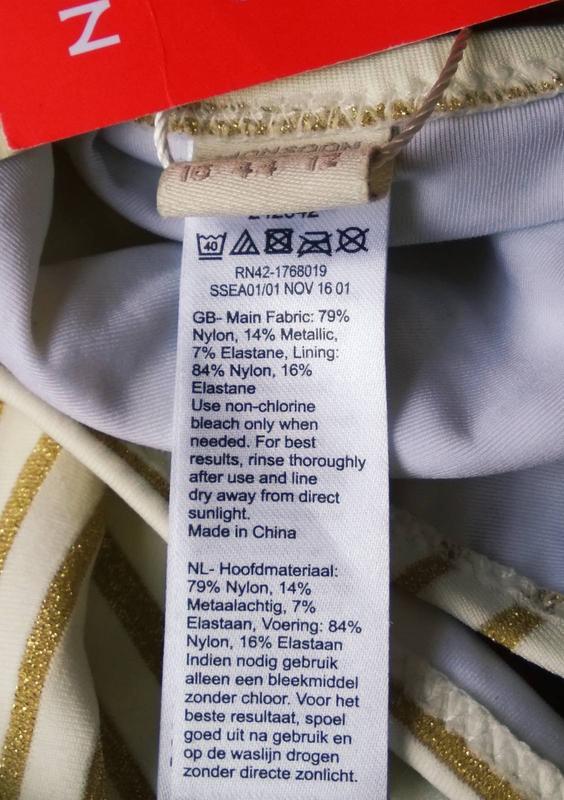 Z
10 44 12
40
RN42-1768019
SSEA01/01 NOV 16 01
GB- Main Fabric: 79%
Nylon, 14% Metallic,
7% Elastane, Lining:
84% Nylon, 16%
Elastane
Use non-chlorine
bleach only when
needed. For best
results, rinse thoroughly
after use and line
dry away from direct
sunlight.
Made in China
NL- Hoofdmateriaal:
79% Nylon, 14%
Metaalachtig, 7%
Elastaan, Voering: 84%
Nylon, 16% Elastaan
Indien nodig gebruik
alleen een bleekmiddel
zonder chloor. Voor het
beste resultaat, spoel
goed uit na gebruik en
op de waslijn drogen
zonder directe zonlicht.